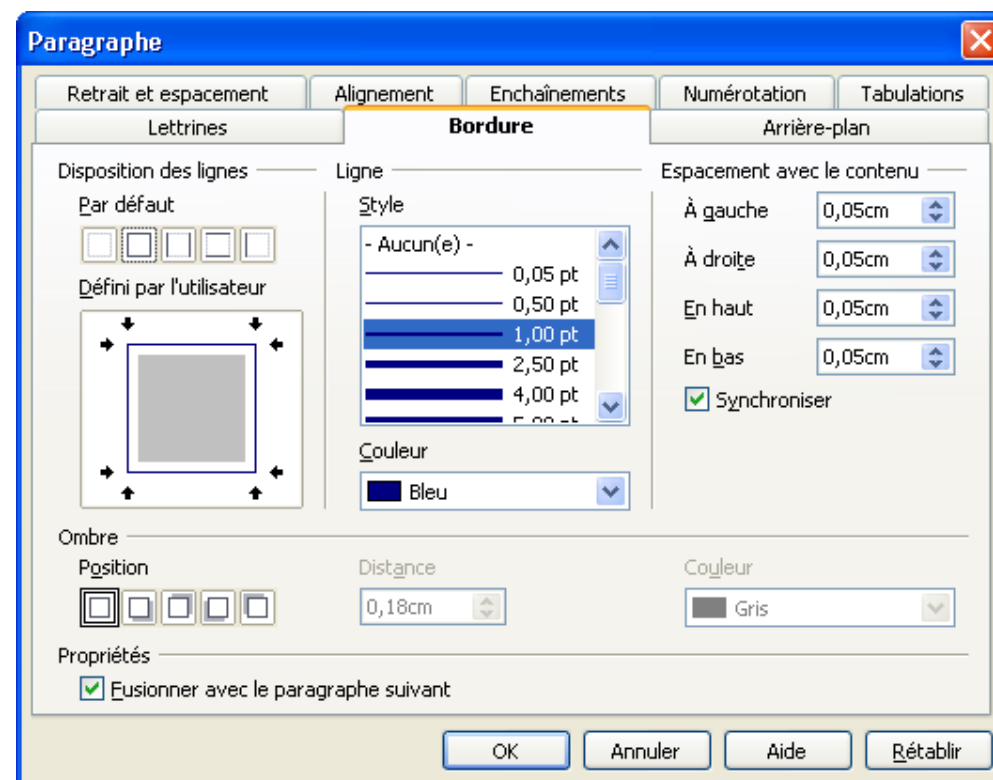 Paragraphe
Retrait et espacement Alignement Enchaînements Numérotation Tabulations
Lettrines Bordure Arrière-plan
Disposition des lignes Ligne Espacement avec le contenu
Par défaut Style À gauche 0,05cm
- Aucun(e) -
0,05 pt À droite 0,05cm
Défini par l'utilisateur 0,50 pt
1,00 pt En haut 0,05cm
2,50 pt En bas 0,05cm
4,00 pt Synchroniser
5,00 pt
Couleur
Bleu
Ombre
Position Distance Couleur
0,18cm Gris
Propriétés
Fusionner avec le paragraphe suivant
OK Annuler Aide Rétablir